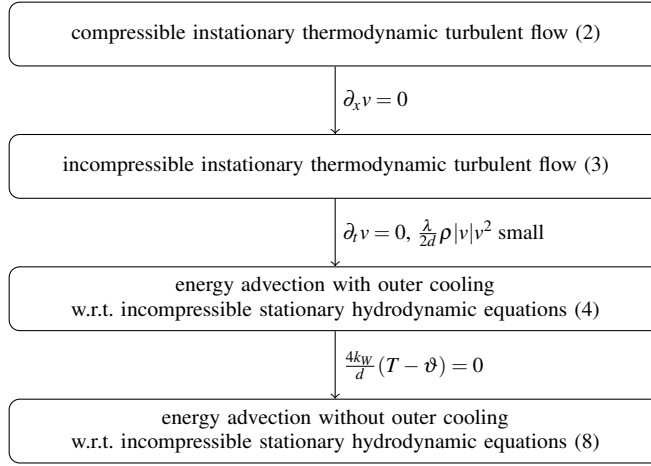 compressible instationary thermodynamic turbulent flow (2)
∂ₓv = 0
incompressible instationary thermodynamic turbulent flow (3)
∂ₜv = 0, λ/2d ρ|v|v² small
energy advection with outer cooling
w.r.t. incompressible stationary hydrodynamic equations (4)
4k_W/d (T − ϑ) = 0
energy advection without outer cooling
w.r.t. incompressible stationary hydrodynamic equations (8)